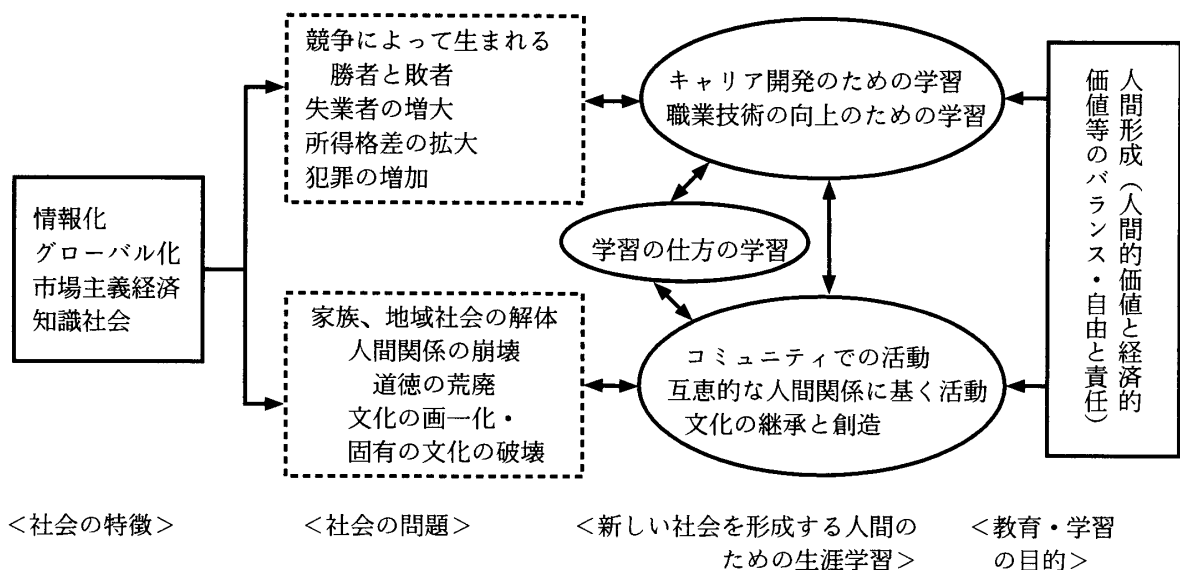 情報化
グローバル化
市場主義経済
知識社会
競争によって生まれる
勝者と敗者
失業者の増大
所得格差の拡大
犯罪の増加
家族、地域社会の解体
人間関係の崩壊
道徳の荒廃
文化の画一化・
固有の文化の破壊
キャリア開発のための学習
職業技術の向上のための学習
学習の仕方の学習
コミュニティでの活動
互恵的な人間関係に基く活動
文化の継承と創造
人間形成（人間的価値と経済的
価値等のバランス・自由と責任）
＜社会の特徴＞
＜社会の問題＞
＜新しい社会を形成する人間の
ための生涯学習＞
＜教育・学習
の目的＞